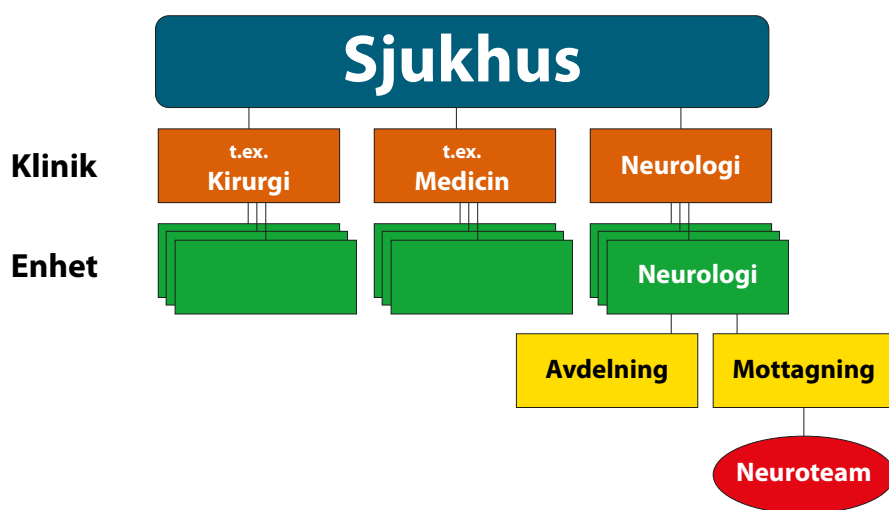 Sjukhus
Klinik
t.ex.
Kirurgi
t.ex.
Medicin
Neurologi
Enhet
Neurologi
Avdelning
Mottagning
Neuroteam